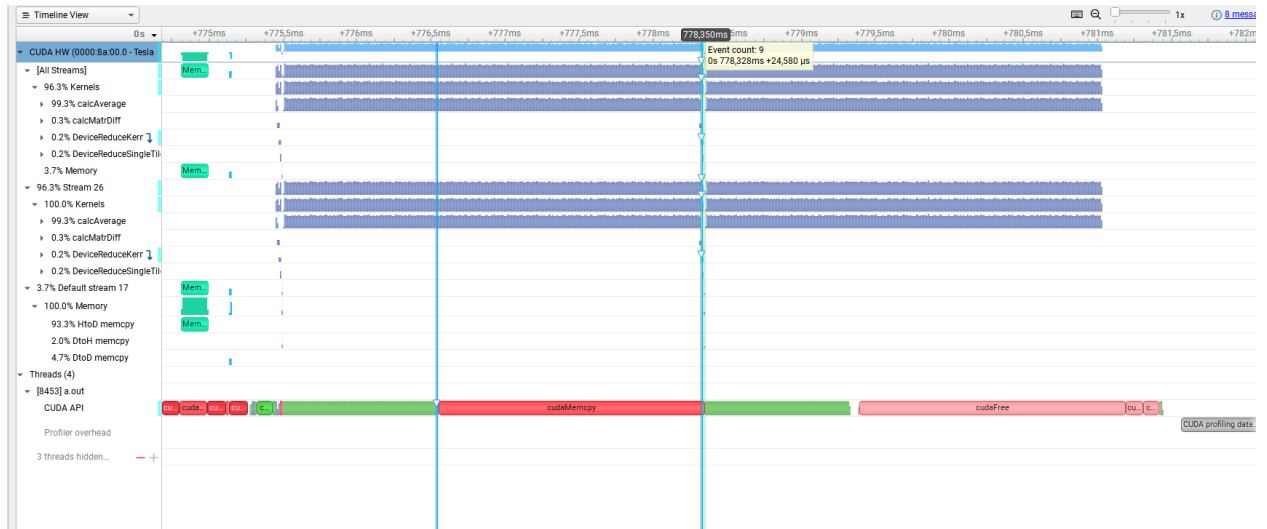 Timeline View 1x 8 messa
0s +775ms +775,5ms +776ms +776,5ms +777ms +777,5ms +778ms 778,350ms 5ms +779ms +779,5ms +780ms +780,5ms +781ms +781,5ms +782m
CUDA HW (0000:8a:00.0 - Tesla
Event count: 9
0s 778,328ms +24,580 µs
[All Streams] Mem...
96.3% Kernels
99.3% calcAverage
0.3% calcMatrDiff
0.2% DeviceReduceKerr
0.2% DeviceReduceSingleTil
3.7% Memory Mem...
96.3% Stream 26
100.0% Kernels
99.3% calcAverage
0.3% calcMatrDiff
0.2% DeviceReduceKerr
0.2% DeviceReduceSingleTil
3.7% Default stream 17 Mem...
100.0% Memory
93.3% HtoD memcpy Mem...
2.0% DtoH memcpy
4.7% DtoD memcpy
Threads (4)
[8453] a.out
CUDA API cu... cuda... cu... cu... c... cudaMemcpy cudaFree cu... c...
Profiler overhead CUDA profiling data...
3 threads hidden...